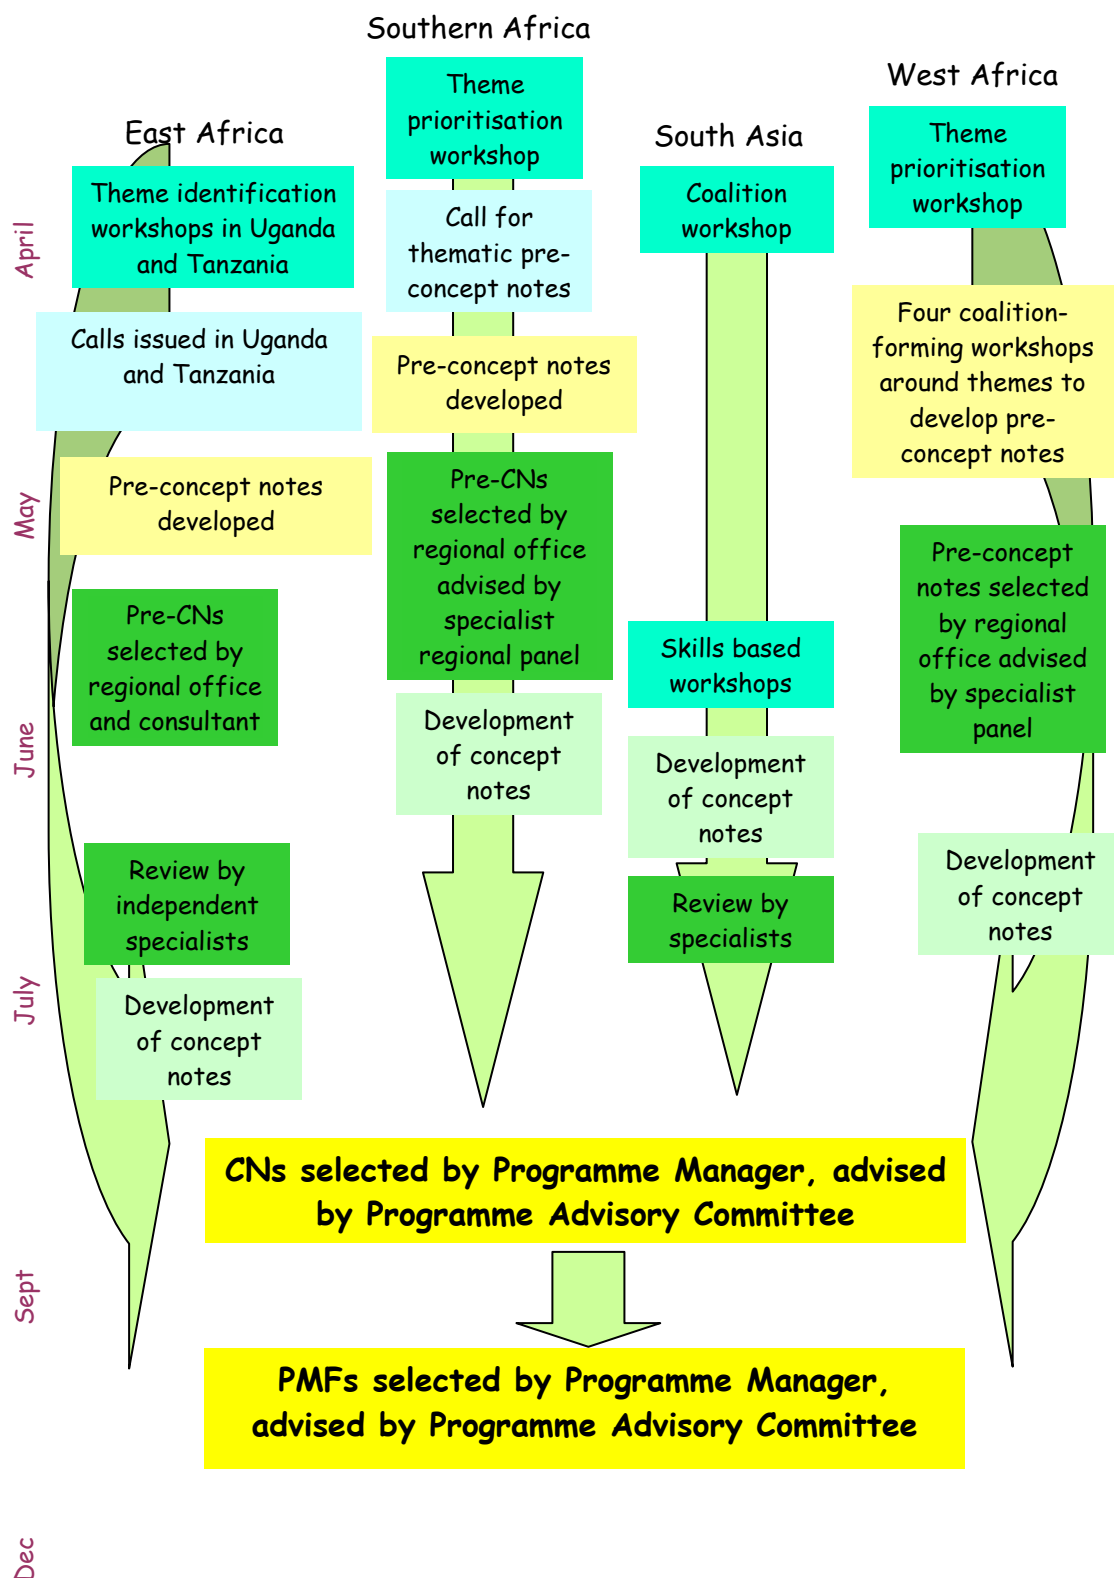 Southern Africa
Theme
prioritisation
workshop
Call for
thematic pre-
concept notes
Pre-concept notes
developed
Pre-CNs
selected by
regional office
advised by
specialist
regional panel
Development
of concept
notes
East Africa
Theme identification
workshops in Uganda
and Tanzania
Calls issued in Uganda
and Tanzania
Pre-concept notes
developed
Pre-CNs
selected by
regional office
and consultant
Review by
independent
specialists
Development
of concept
notes
South Asia
Coalition
workshop
Skills based
workshops
Development
of concept
notes
Review by
specialists
West Africa
Theme
prioritisation
workshop
Four coalition-
forming workshops
around themes to
develop pre-
concept notes
Pre-concept
notes selected
by regional
office advised
by specialist
panel
Development
of concept
notes
CNs selected by Programme Manager, advised
by Programme Advisory Committee
PMFs selected by Programme Manager,
advised by Programme Advisory Committee
April
May
June
July
Sept
Dec